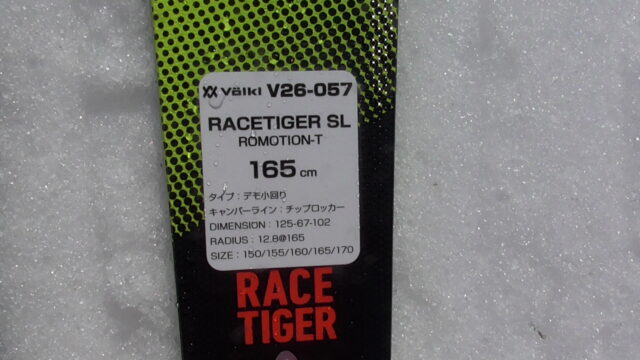 Völkl V26-057
RACETIGER SL
ROMOTION-T
165 cm
タイプ：デモ小回り
キャンバーライン：チップロッカー
DIMENSION : 125-67-102
RADIUS : 12.8@165
SIZE : 150/155/160/165/170
RACE
TIGER